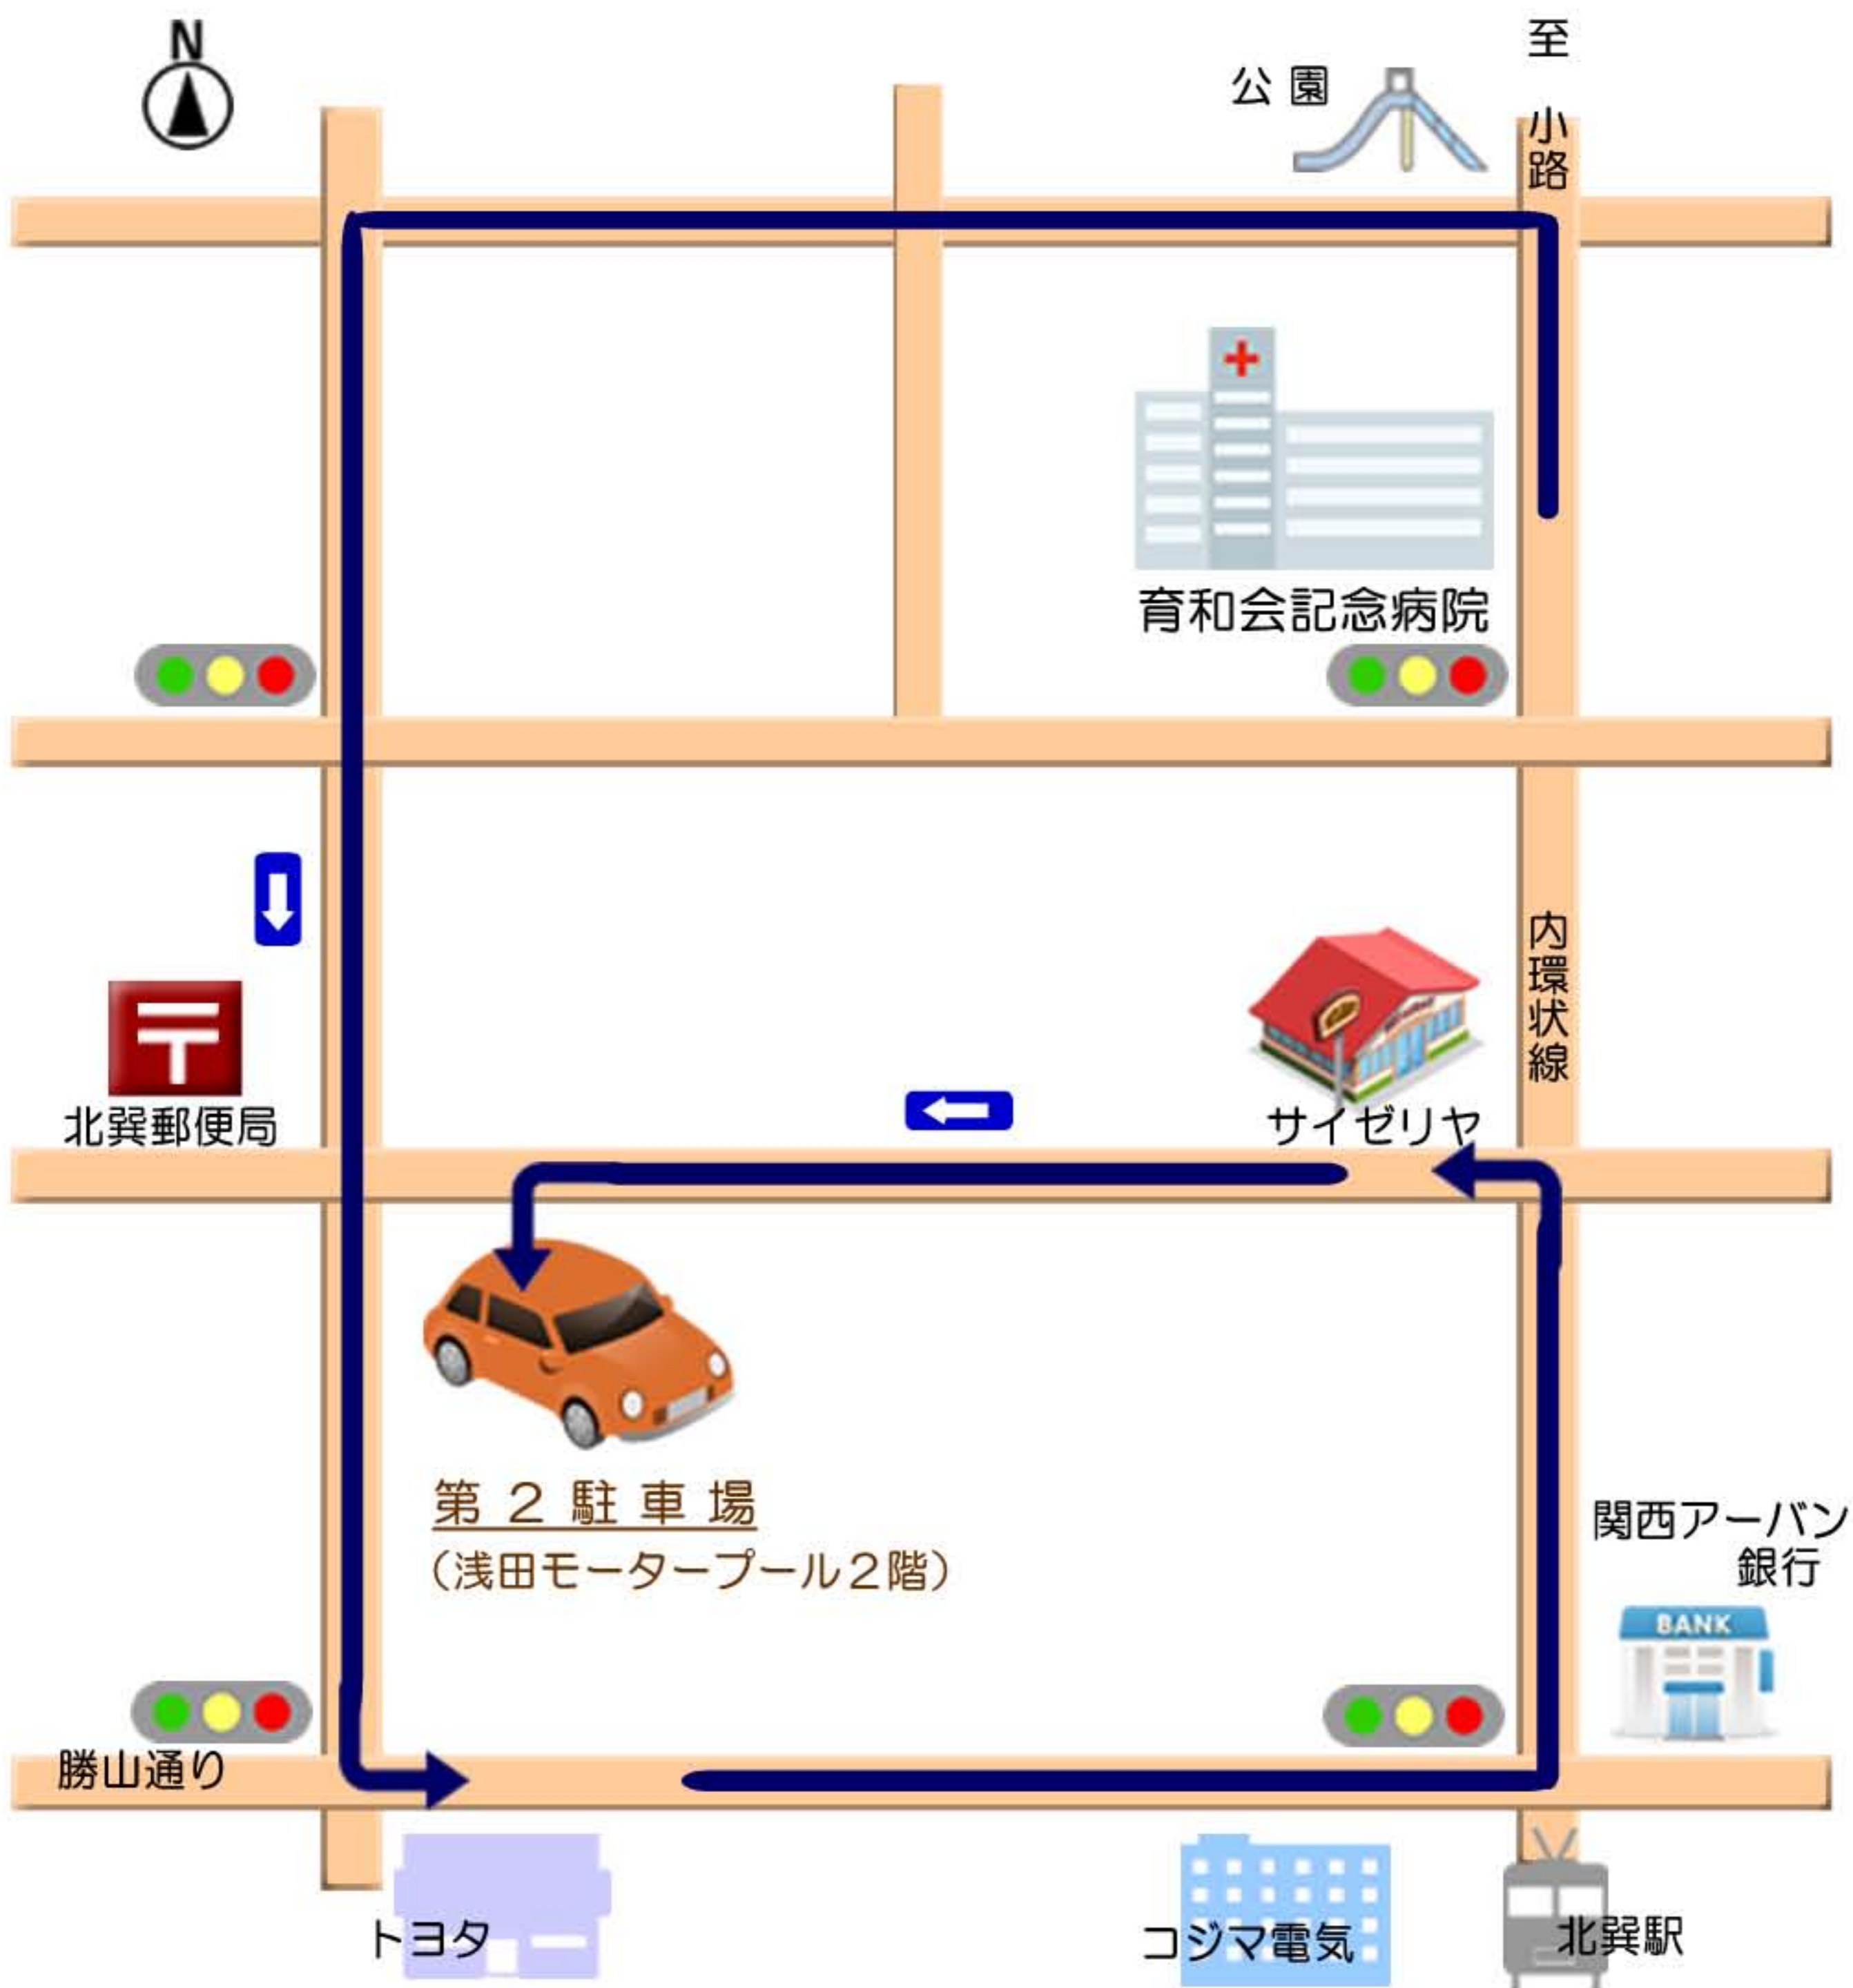 N
至
小路
公園
育和会記念病院
内環状線
〒
北巽郵便局
サイゼリヤ
第２駐車場
（浅田モータープール２階）
関西アーバン
銀行
BANK
勝山通り
トヨタ
コジマ電気
北巽駅